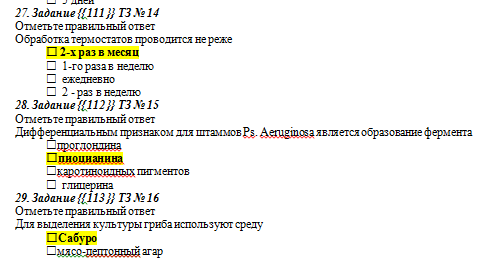 ☐ 5 дней
27. Задание {{111}} ТЗ № 14
Отметьте правильный ответ
Обработка термостатов проводится не реже
☐ 2-х раз в месяц
☐ 1-го раза в неделю
☐ ежедневно
☐ 2 - раз в неделю
28. Задание {{112}} ТЗ № 15
Отметьте правильный ответ
Дифференциальным признаком для штаммов Ps. Aeruginosa является образование фермента
☐ проглондина
☐ пиоцианина
☐ каротиноидных пигментов
☐ глицерина
29. Задание {{113}} ТЗ № 16
Отметьте правильный ответ
Для выделения культуры гриба используют среду
☐ Сабуро
☐ мясо-пептонный агар